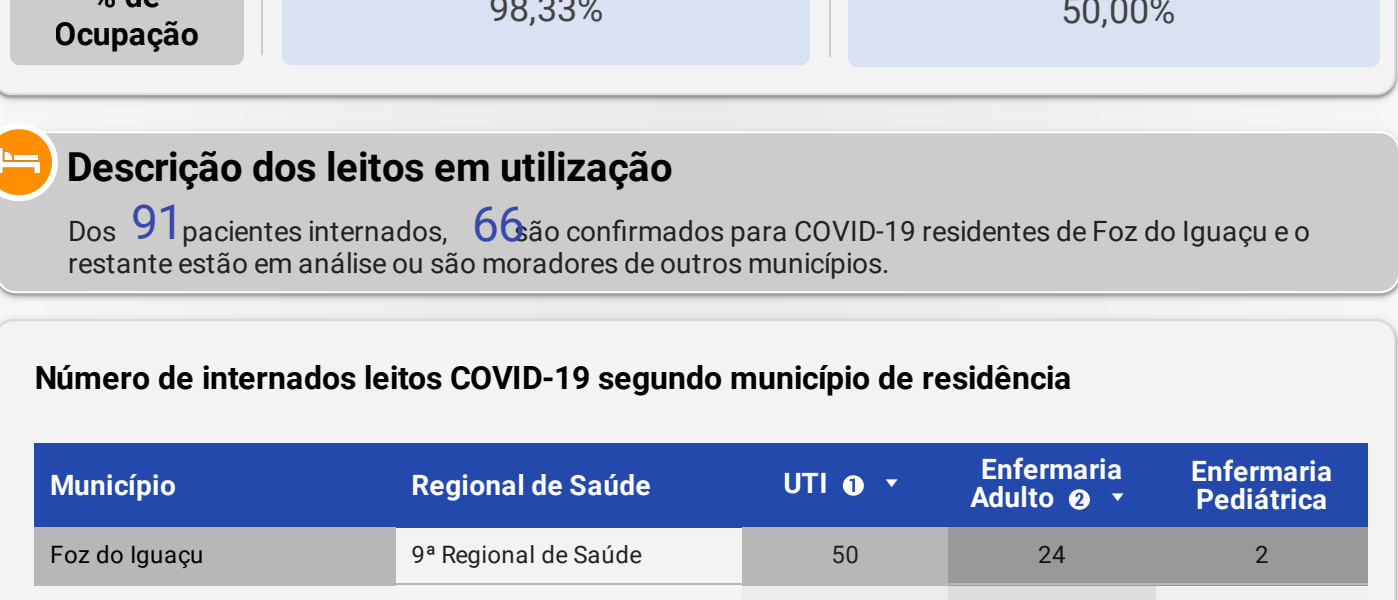 % de
Ocupação
98,33%
50,00%
Descrição dos leitos em utilização
Dos 91 pacientes internados, 66 são confirmados para COVID-19 residentes de Foz do Iguaçu e o
restante estão em análise ou são moradores de outros municípios.
Número de internados leitos COVID-19 segundo município de residência
Município Regional de Saúde UTI ❶ ▼ Enfermaria Adulto ❷ ▼ Enfermaria Pediátrica
Foz do Iguaçu 9ª Regional de Saúde 50 24 2